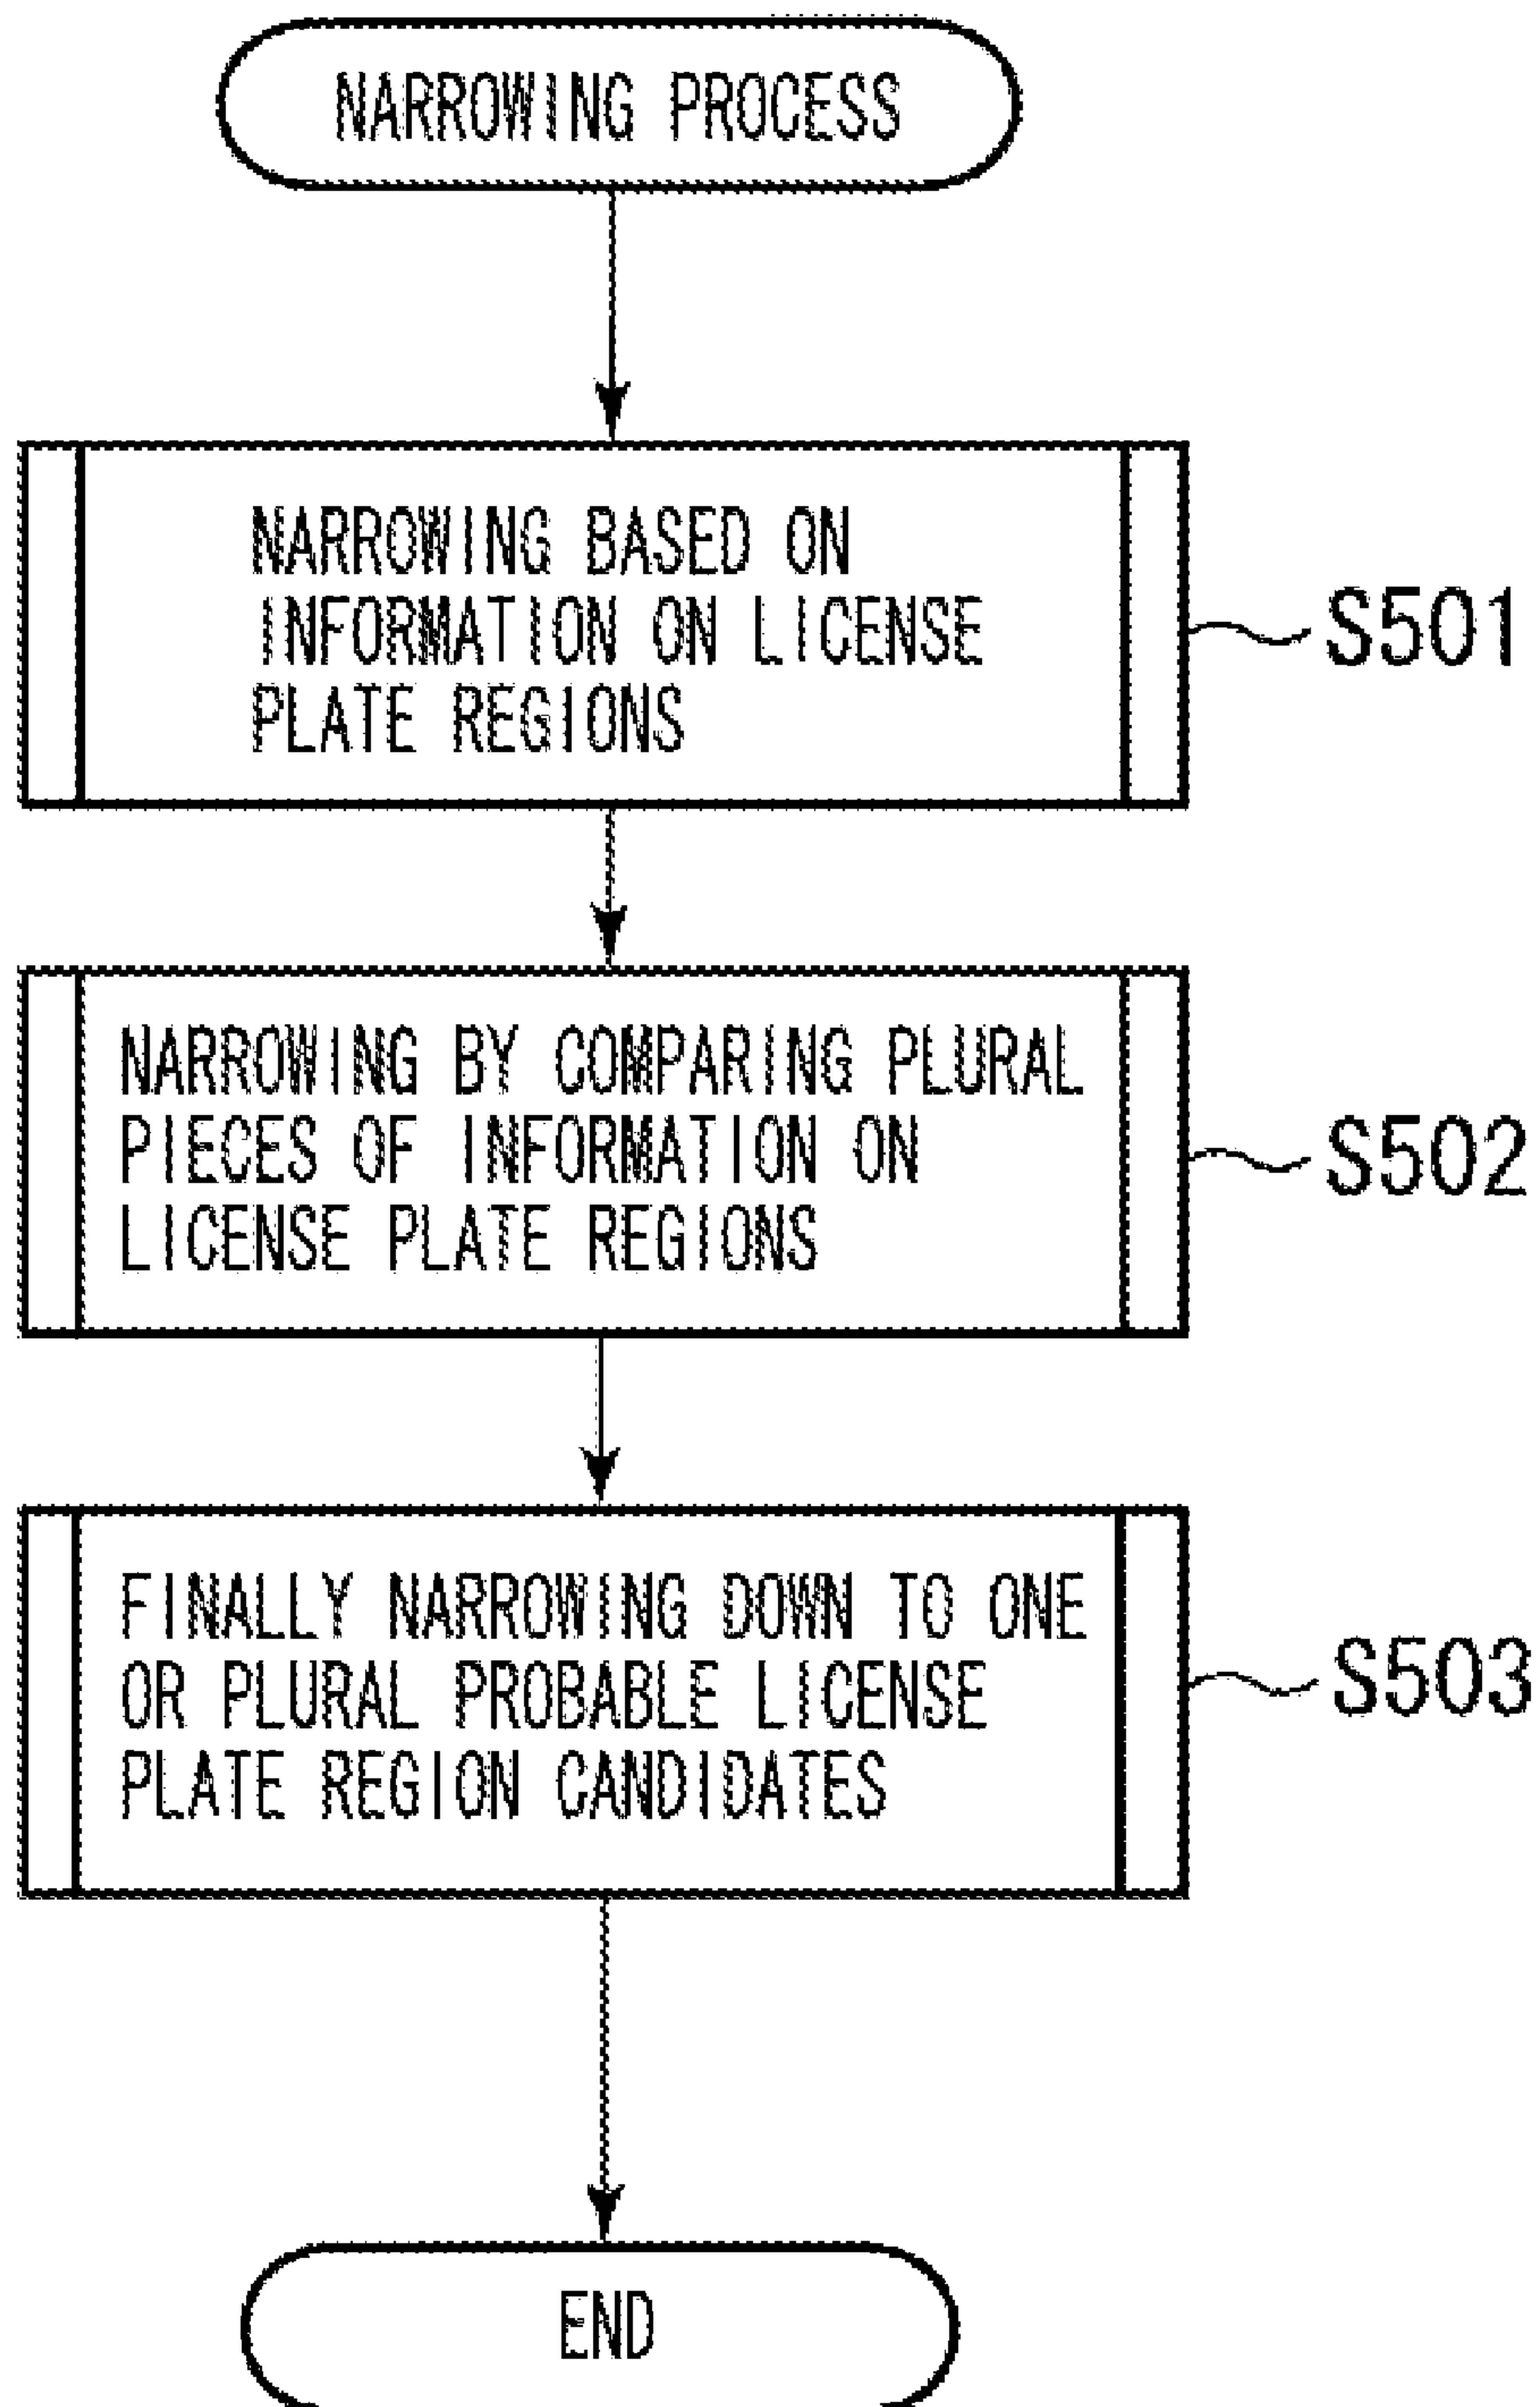 NARROWING PROCESS
NARROWING BASED ON
INFORMATION ON LICENSE
PLATE REGIONS
S501
NARROWING BY COMPARING PLURAL
PIECES OF INFORMATION ON
LICENSE PLATE REGIONS
S502
FINALLY NARROWING DOWN TO ONE
OR PLURAL PROBABLE LICENSE
PLATE REGION CANDIDATES
S503
END